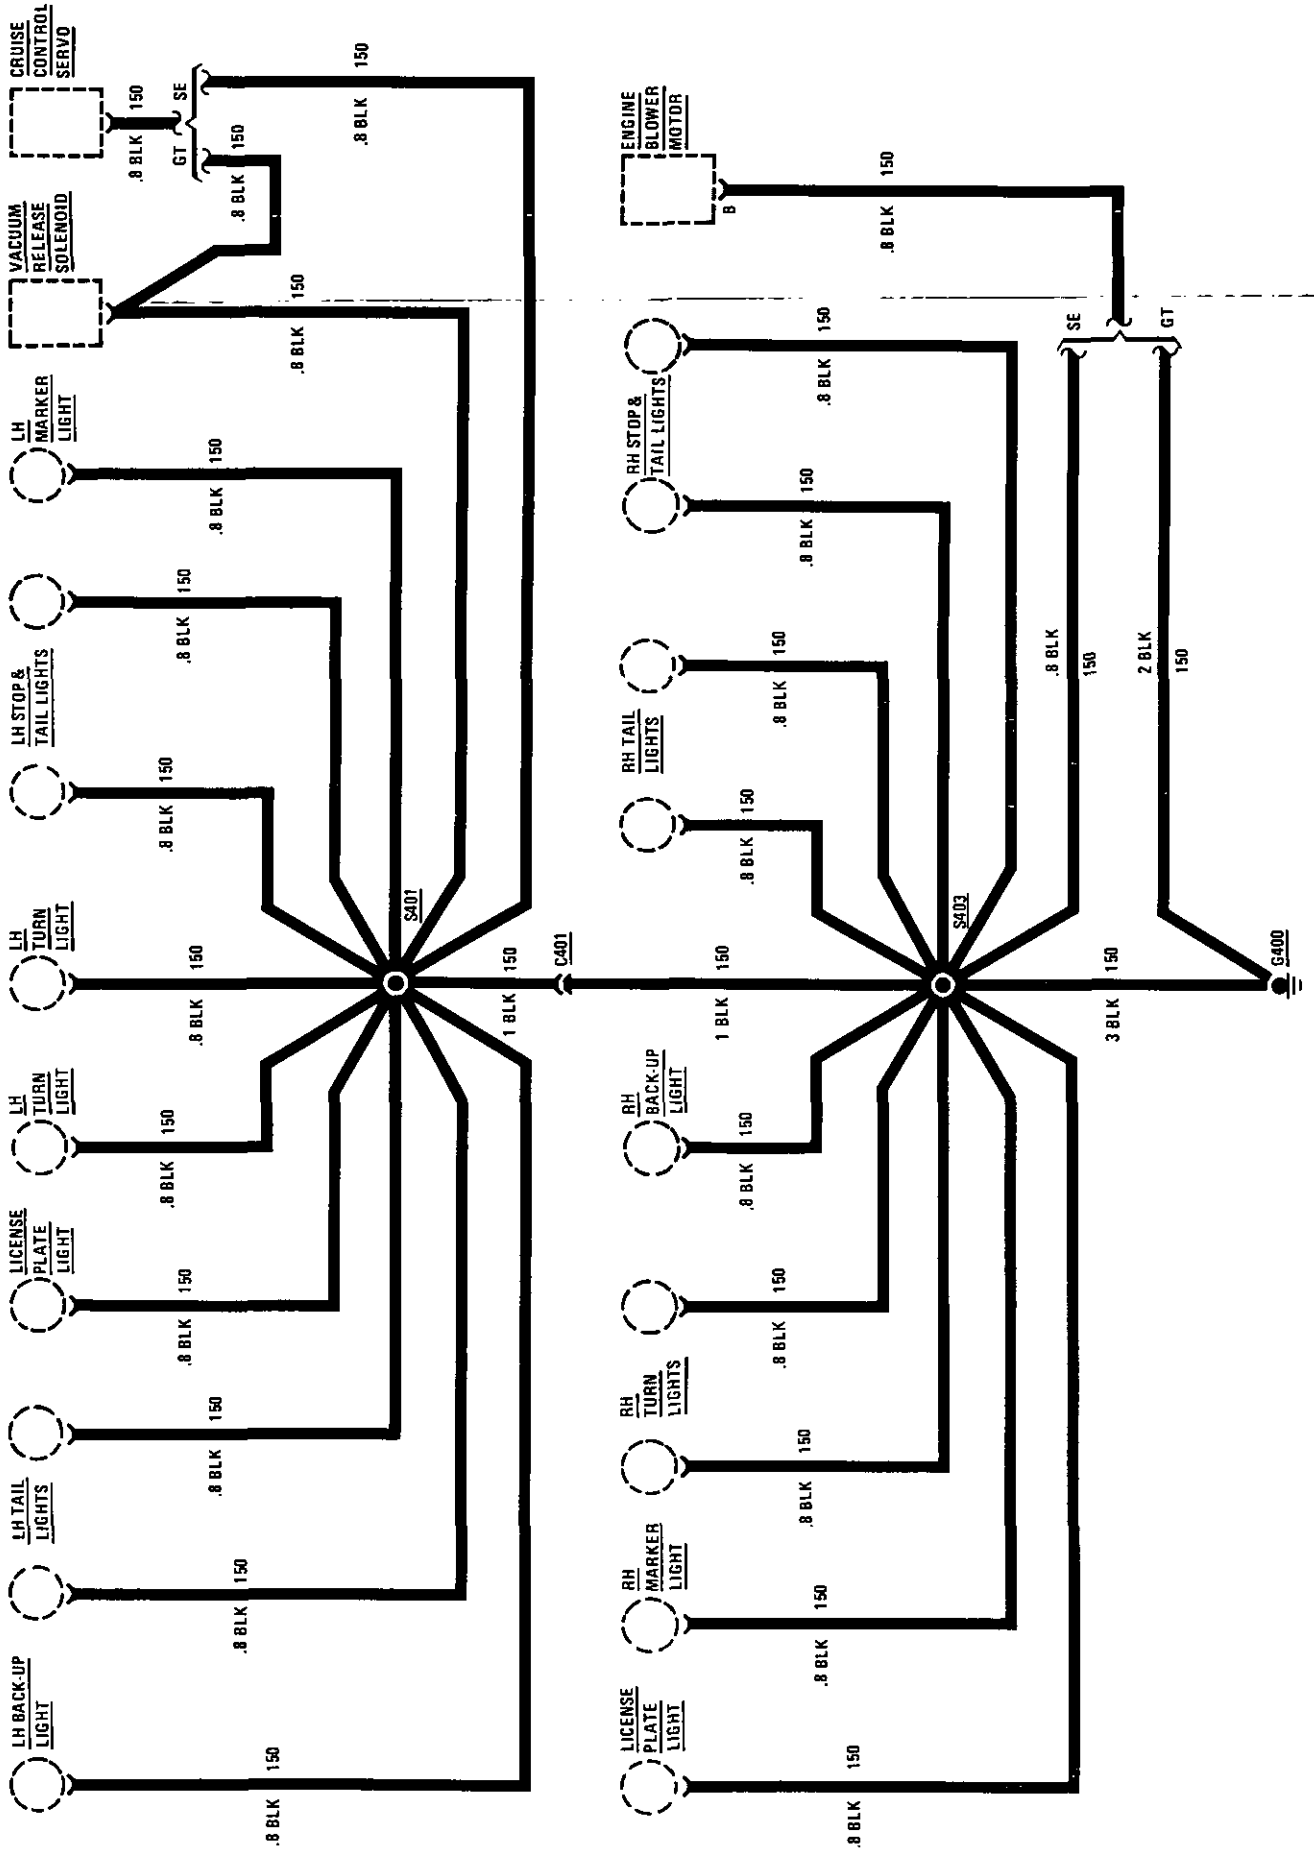 LH BACK-UP
LIGHT
LH TAIL
LIGHTS
LICENSE
PLATE
LIGHT
LH
TURN
LIGHT
LH
TURN
LIGHT
LH STOP &
TAIL LIGHTS
LH
MARKER
LIGHT
VACUUM
RELEASE
SOLENOID
CRUISE
CONTROL
SERVO
.8 BLK 150
.8 BLK 150
.8 BLK 150
.8 BLK 150
.8 BLK 150
.8 BLK 150
.8 BLK 150
.8 BLK 150
.8 BLK 150
.8 BLK 150
.8 BLK 150
GT SE
.8 BLK 150
.8 BLK 150
S401
1 BLK 150
C401
1 BLK 150
LICENSE
PLATE
LIGHT
RH
MARKER
LIGHT
RH
TURN
LIGHTS
RH
BACK-UP
LIGHT
RH TAIL
LIGHTS
RH STOP &
TAIL LIGHTS
ENGINE
BLOWER
MOTOR
B
.8 BLK 150
.8 BLK 150
.8 BLK 150
.8 BLK 150
.8 BLK 150
.8 BLK 150
.8 BLK 150
.8 BLK 150
.8 BLK 150
.8 BLK 150
S403
SE
.8 BLK
150
GT
2 BLK
150
3 BLK 150
G400